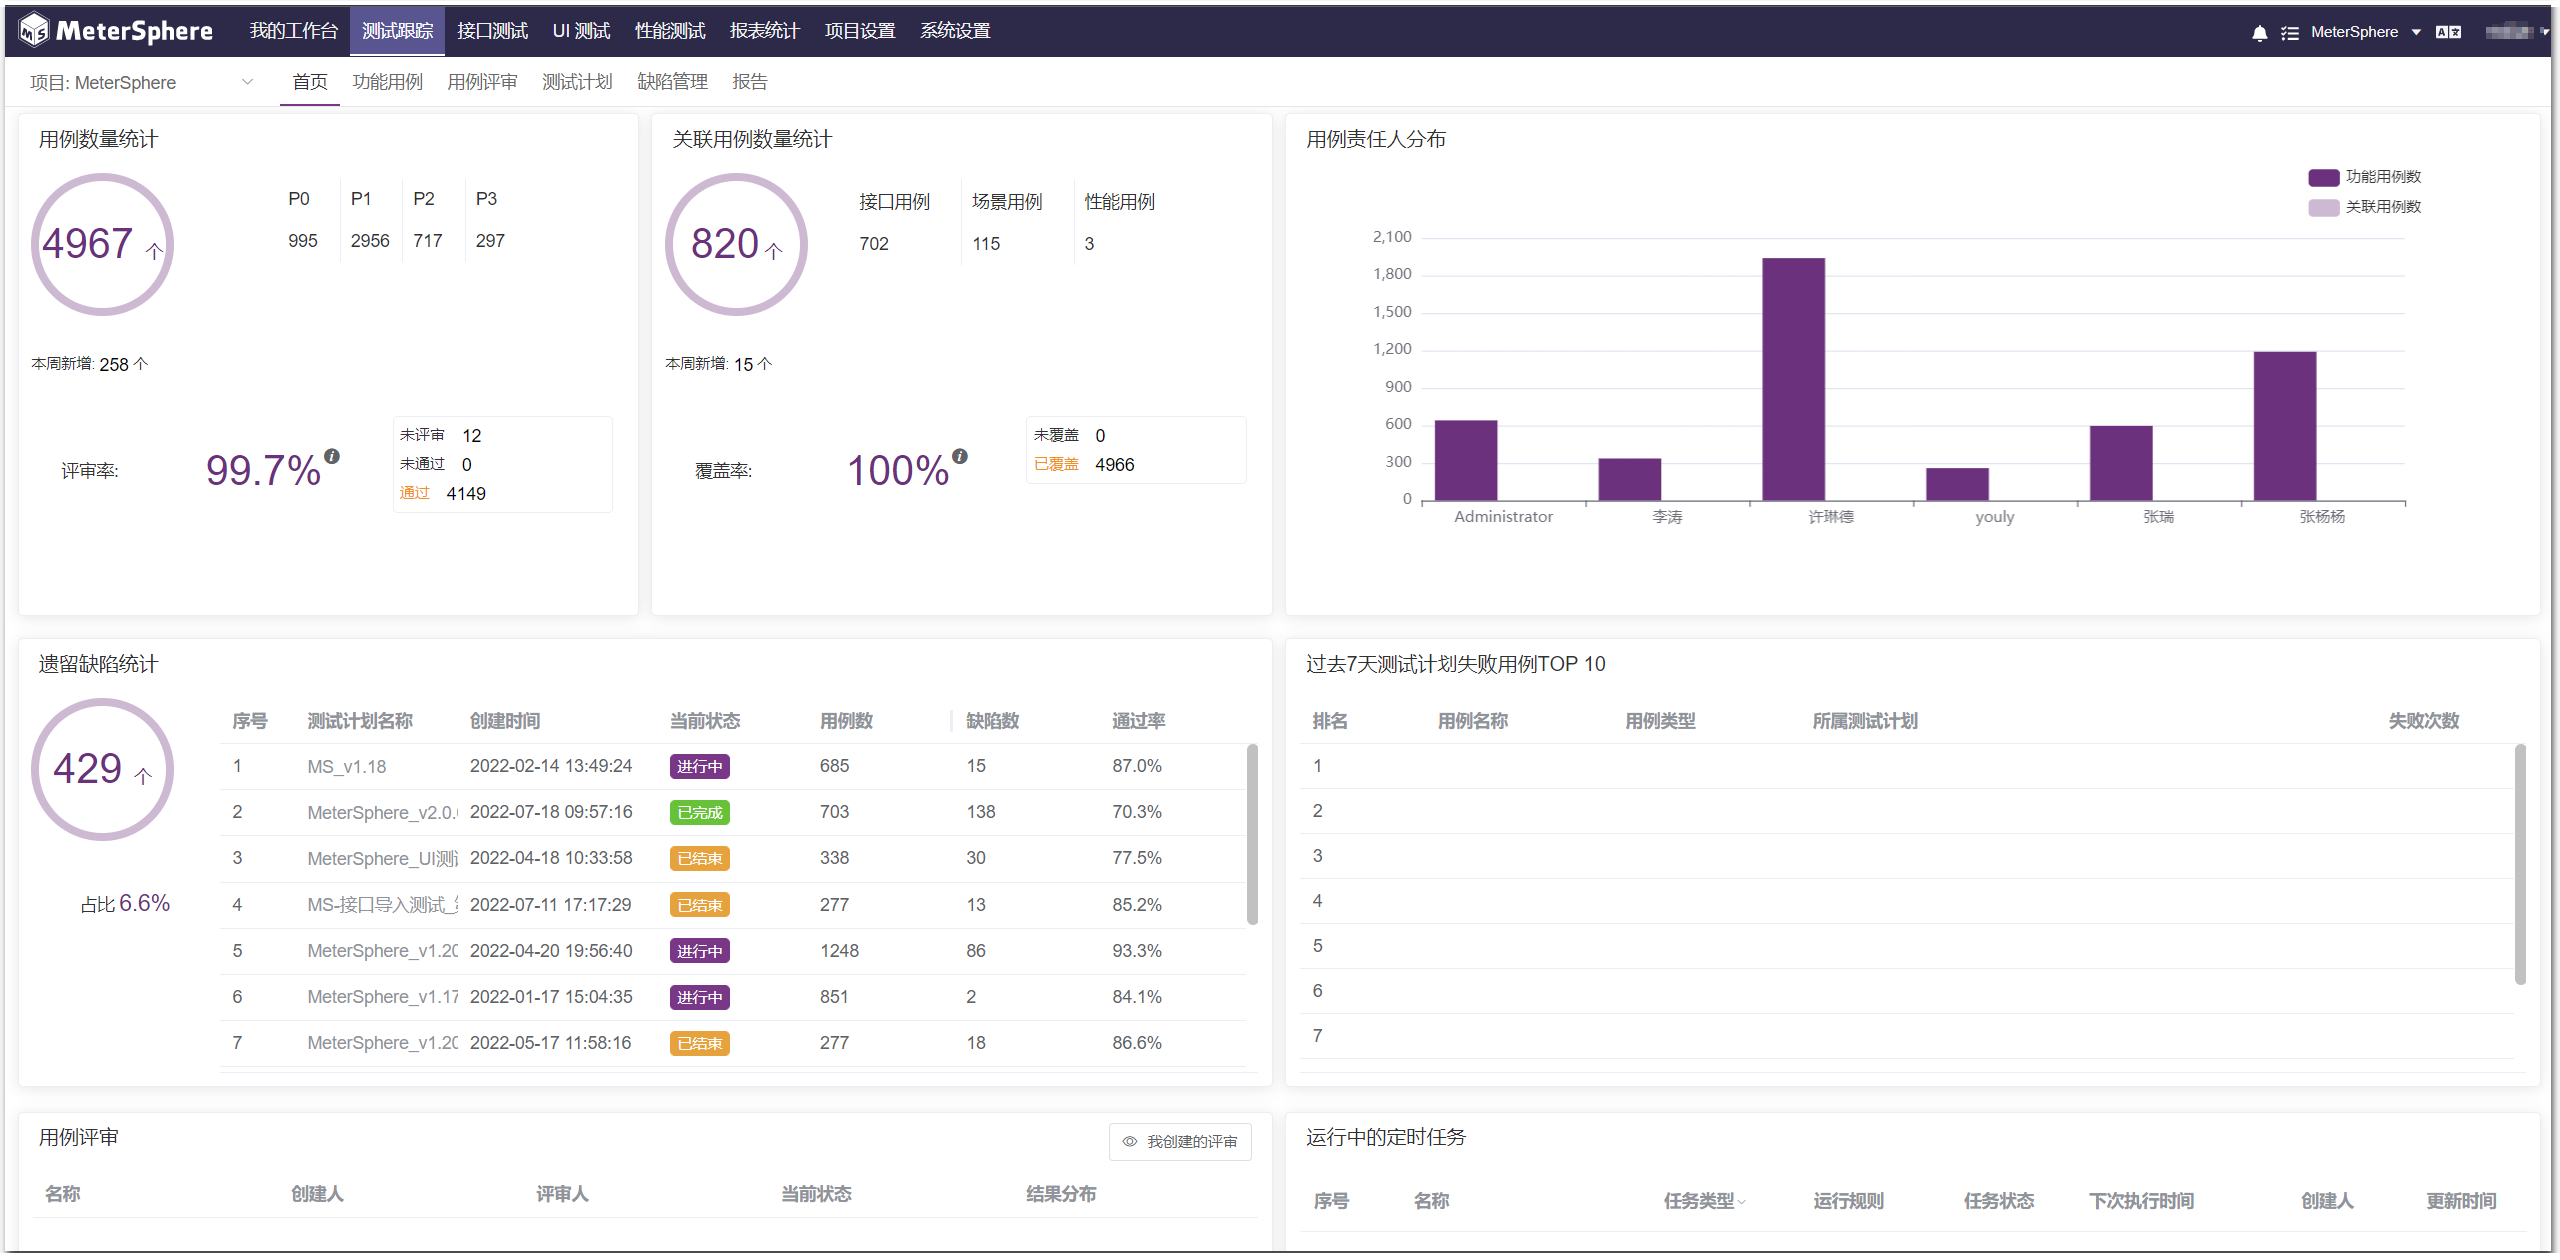 MeterSphere 我的工作台 测试跟踪 接口测试 UI 测试 性能测试 报表统计 项目设置 系统设置 MeterSphere
项目: MeterSphere 首页 功能用例 用例评审 测试计划 缺陷管理 报告
用例数量统计
4967 个
P0 P1 P2 P3
995 2956 717 297
本周新增: 258 个
评审率: 99.7%
未评审 12
未通过 0
通过 4149
关联用例数量统计
820 个
接口用例 场景用例 性能用例
702 115 3
本周新增: 15 个
覆盖率: 100%
未覆盖 0
已覆盖 4966
用例责任人分布
功能用例数
关联用例数
2,100
1,800
1,500
1,200
900
600
300
0
Administrator 李涛 许琳德 youly 张瑞 张杨杨
遗留缺陷统计
429 个
占比 6.6%
序号 测试计划名称 创建时间 当前状态 用例数 缺陷数 通过率
1 MS_v1.18 2022-02-14 13:49:24 进行中 685 15 87.0%
2 MeterSphere_v2.0. 2022-07-18 09:57:16 已完成 703 138 70.3%
3 MeterSphere_UI测 2022-04-18 10:33:58 已结束 338 30 77.5%
4 MS-接口导入测试_ 2022-07-11 17:17:29 已结束 277 13 85.2%
5 MeterSphere_v1.20 2022-04-20 19:56:40 进行中 1248 86 93.3%
6 MeterSphere_v1.17 2022-01-17 15:04:35 进行中 851 2 84.1%
7 MeterSphere_v1.20 2022-05-17 11:58:16 已结束 277 18 86.6%
过去7天测试计划失败用例TOP 10
排名 用例名称 用例类型 所属测试计划 失败次数
1
2
3
4
5
6
7
用例评审
我创建的评审
名称 创建人 评审人 当前状态 结果分布
运行中的定时任务
序号 名称 任务类型 运行规则 任务状态 下次执行时间 创建人 更新时间